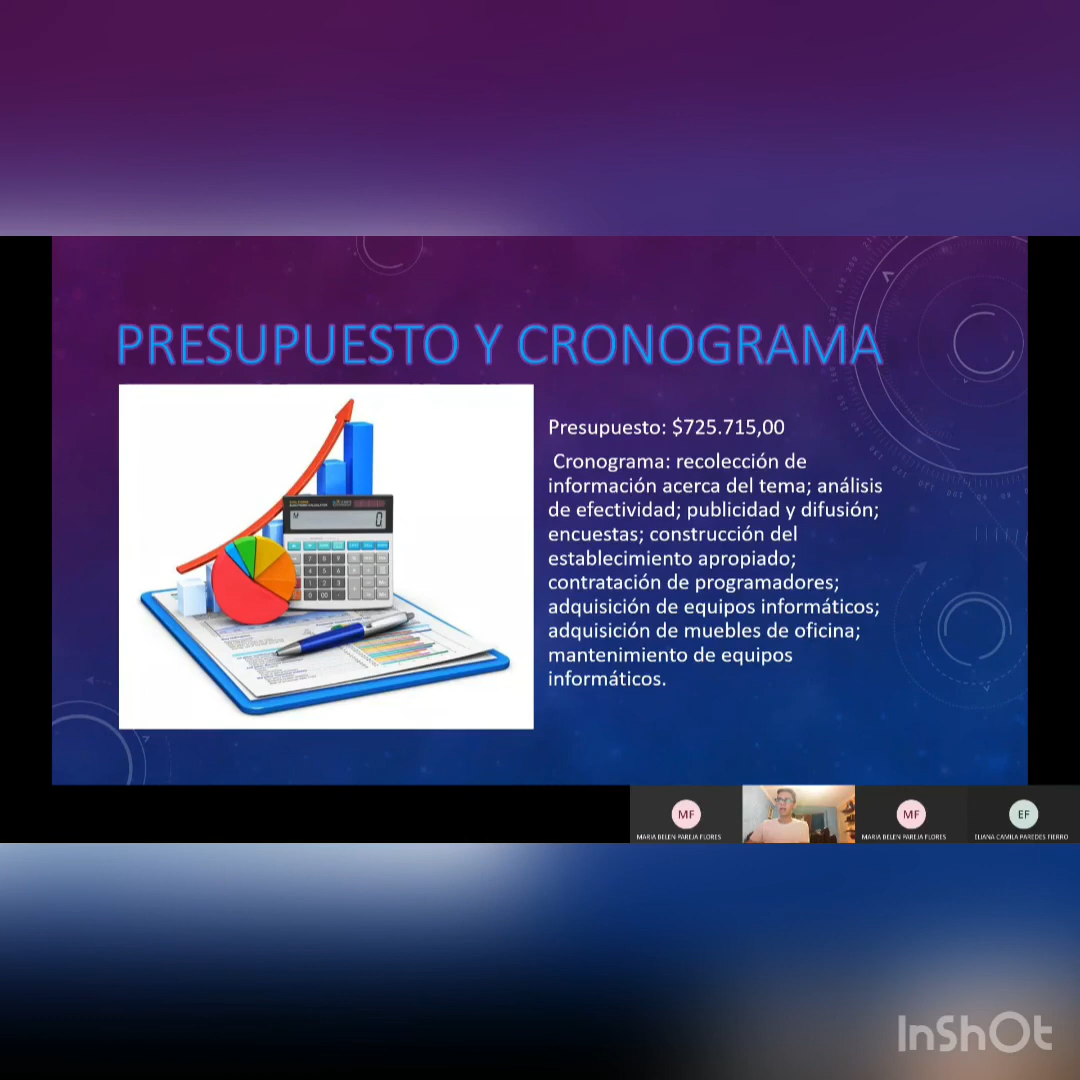 PRESUPUESTO Y CRONOGRAMA
Presupuesto: $725.715,00
Cronograma: recolección de
información acerca del tema; análisis
de efectividad; publicidad y difusión;
encuestas; construcción del
establecimiento apropiado;
contratación de programadores;
adquisición de equipos informáticos;
adquisición de muebles de oficina;
mantenimiento de equipos
informáticos.
MF
MARIA BELEN PAREJA FLORES
MF
MARIA BELEN PAREJA FLORES
EF
ELIANA CAMILA PAREDES FIERRO
InShOt